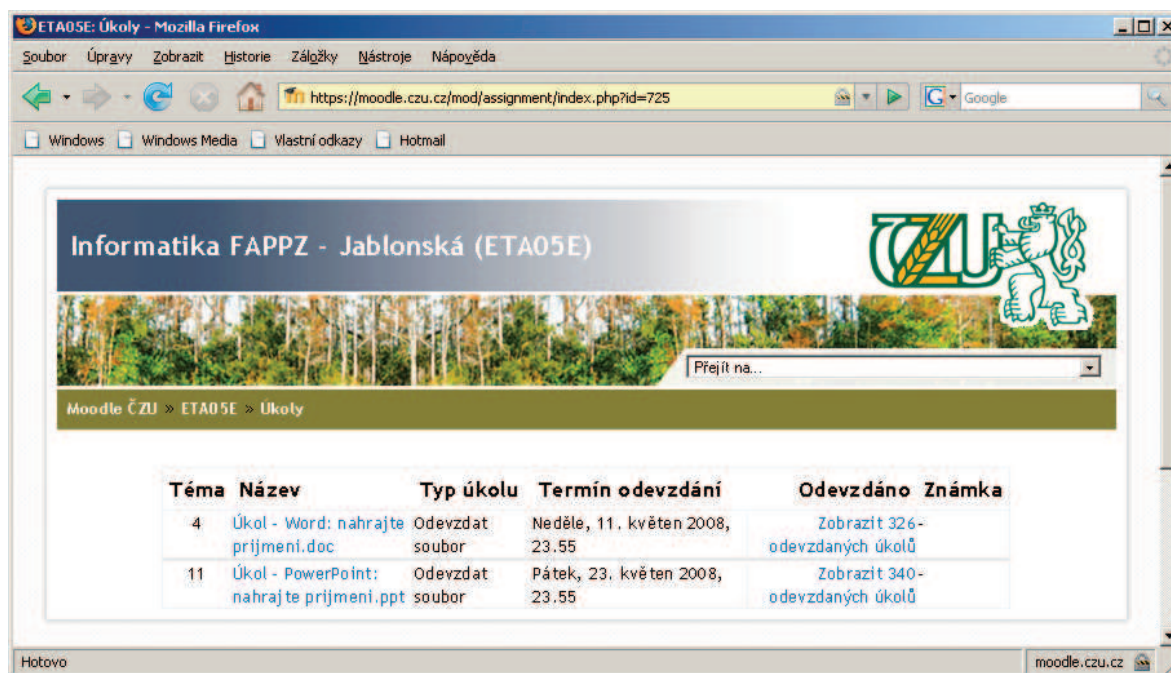 ETA05E: Úkoly - Mozilla Firefox
Soubor Úpravy Zobrazit Historie Záložky Nástroje Nápověda
https://moodle.czu.cz/mod/assignment/index.php?id=725 G Google
Windows Windows Media Vlastní odkazy Hotmail
Informatika FAPPZ - Jablonská (ETA05E)
ČZU
Přejít na...
Moodle ČZU » ETA05E » Úkoly
Téma Název Typ úkolu Termín odevzdání Odevzdáno Známka
4 Úkol - Word: nahrajte Odevzdat Neděle, 11. květen 2008, Zobrazit 326 -
prijmeni.doc soubor 23.55 odevzdaných úkolů
11 Úkol - PowerPoint: Odevzdat Pátek, 23. květen 2008, Zobrazit 340 -
nahrajte prijmeni.ppt soubor 23.55 odevzdaných úkolů
Hotovo moodle.czu.cz